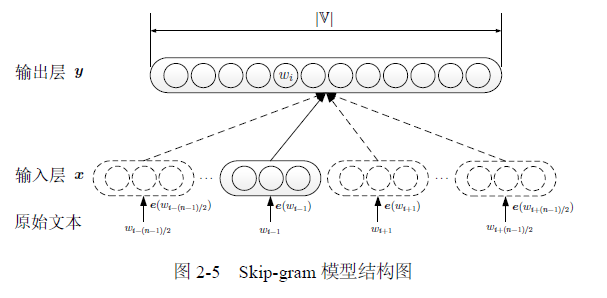 |𝕍|
输出层 y
w_i
输入层 x
... ...
e(w_{t-(n-1)/2}) e(w_{t-1}) e(w_{t+1}) e(w_{t+(n-1)/2})
原始文本
w_{t-(n-1)/2} w_{t-1} w_{t+1} w_{t+(n-1)/2}
图 2-5 Skip-gram 模型结构图